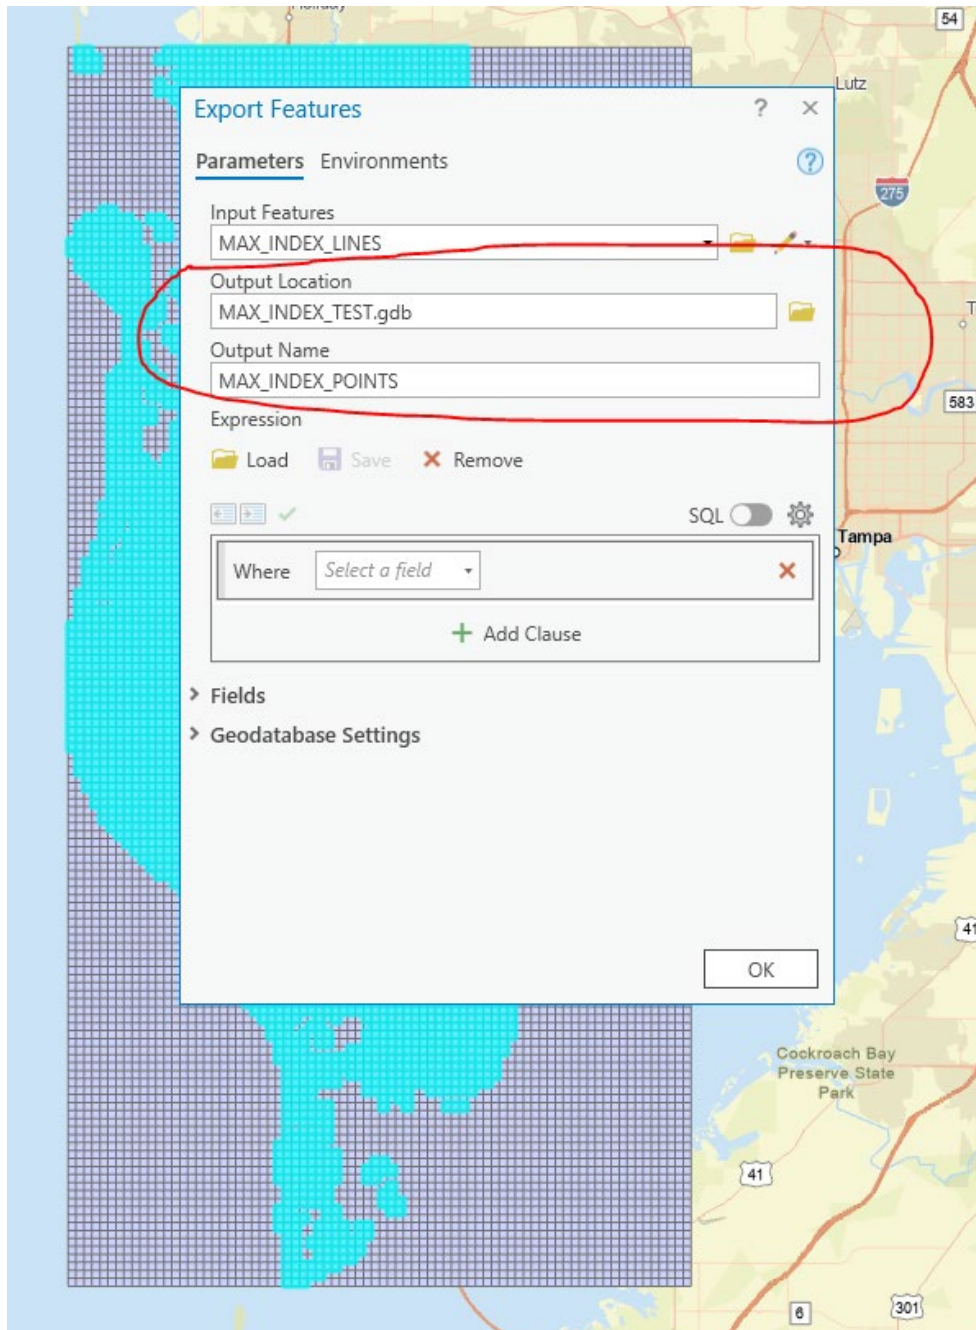 54
Lutz
Export Features
? ×
Parameters Environments
?
275
Input Features
MAX_INDEX_LINES
Output Location
MAX_INDEX_TEST.gdb
T
Output Name
MAX_INDEX_POINTS
583
Expression
Load Save Remove
SQL
Tampa
Where Select a field
Add Clause
Fields
Geodatabase Settings
41
OK
Cockroach Bay
Preserve State
Park
41
6
301